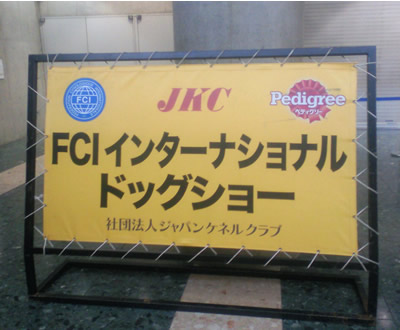 FCI
JKC
Pedigree
ペディグリー
FCIインターナショナル
ドッグショー
社団法人ジャパンケネルクラブ